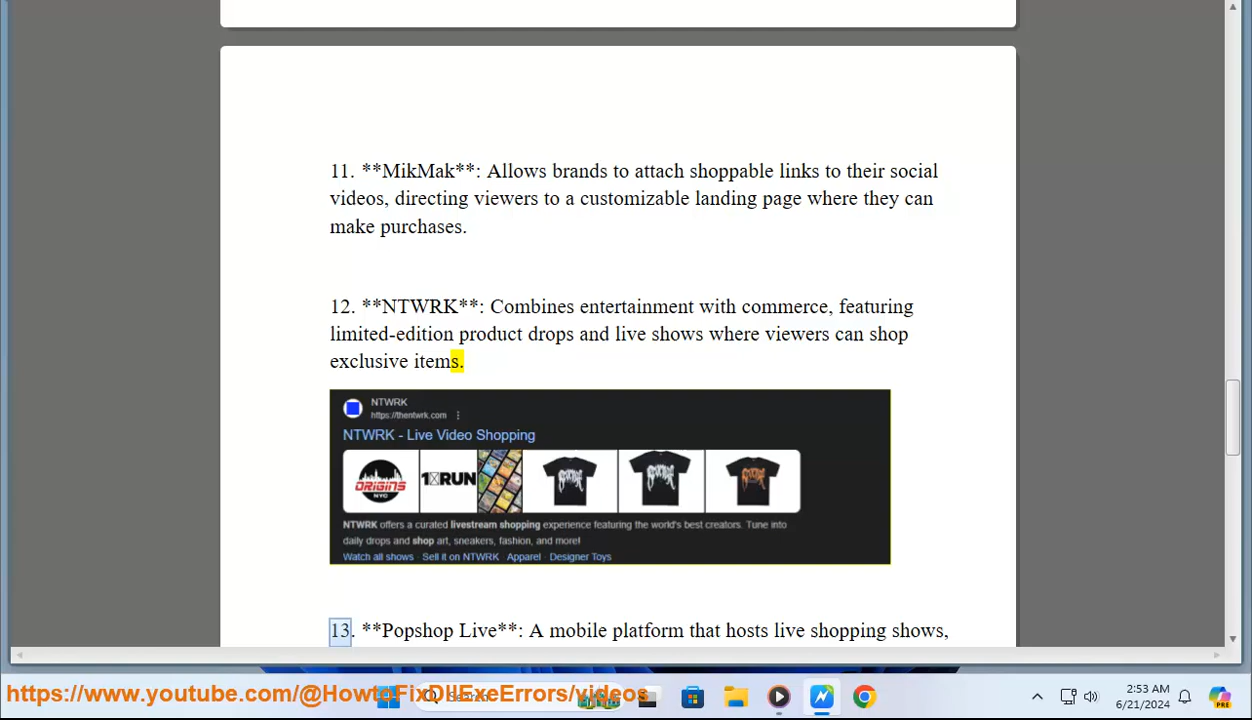 11. **MikMak**: Allows brands to attach shoppable links to their social
videos, directing viewers to a customizable landing page where they can
make purchases.
12. **NTWRK**: Combines entertainment with commerce, featuring
limited-edition product drops and live shows where viewers can shop
exclusive items.
NTWRK
https://thentwrk.com
NTWRK - Live Video Shopping
ORIGINS
NYC
RUN
NTWRK offers a curated livestream shopping experience featuring the world's best creators. Tune into
daily drops and shop art, sneakers, fashion, and more!
Watch all shows · Sell it on NTWRK · Apparel · Designer Toys
13. **Popshop Live**: A mobile platform that hosts live shopping shows,
https://www.youtube.com/@HowtoFixDllExeErrors/videos
Search
2:53 AM
6/21/2024
PRE